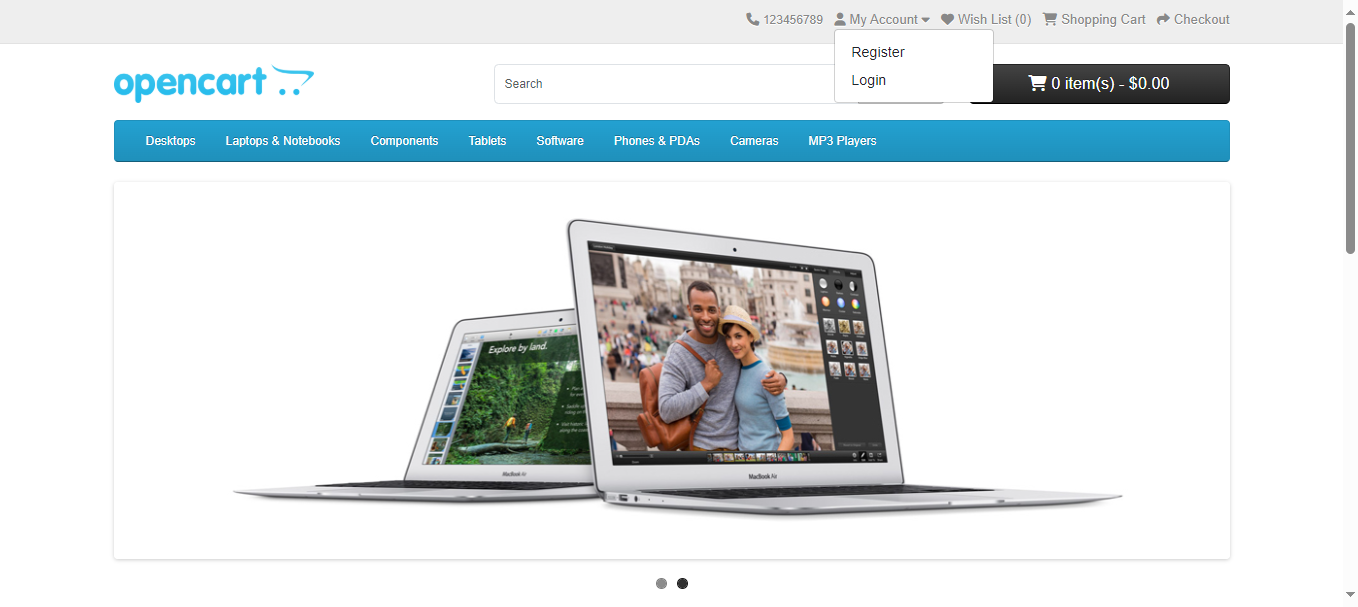 123456789 My Account Wish List (0) Shopping Cart Checkout
Register
Login
opencart
Search
0 item(s) - $0.00
Desktops Laptops & Notebooks Components Tablets Software Phones & PDAs Cameras MP3 Players
Explore by land.
MacBook Air
MacBook Air